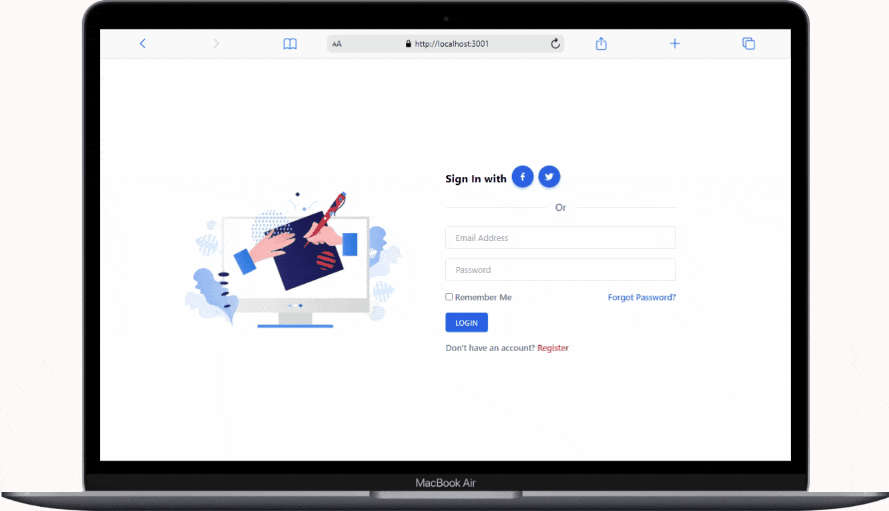 AA
http://localhost:3001
Sign In with
Or
Email Address
Password
Remember Me Forgot Password?
LOGIN
Don't have an account? Register
MacBook Air